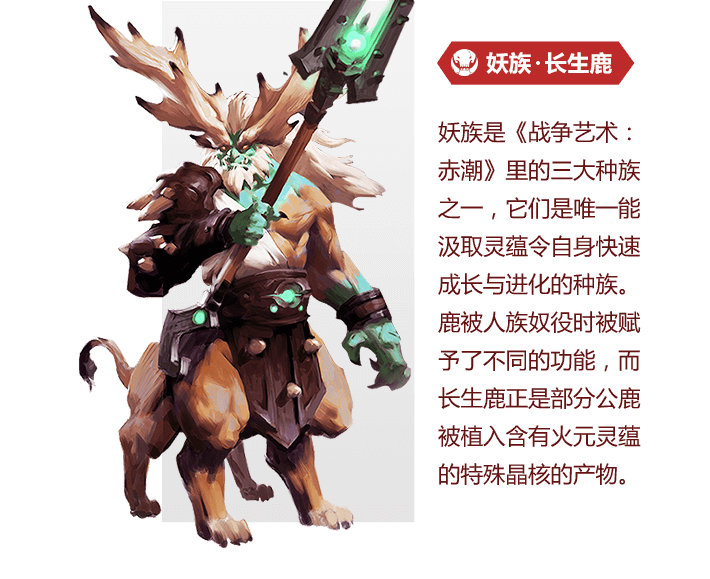 妖族·长生鹿
妖族是《战争艺术：
赤潮》里的三大种族
之一，它们是唯一能
汲取灵蕴令自身快速
成长与进化的种族。
鹿被人族奴役时被赋
予了不同的功能，而
长生鹿正是部分公鹿
被植入含有火元灵蕴
的特殊晶核的产物。